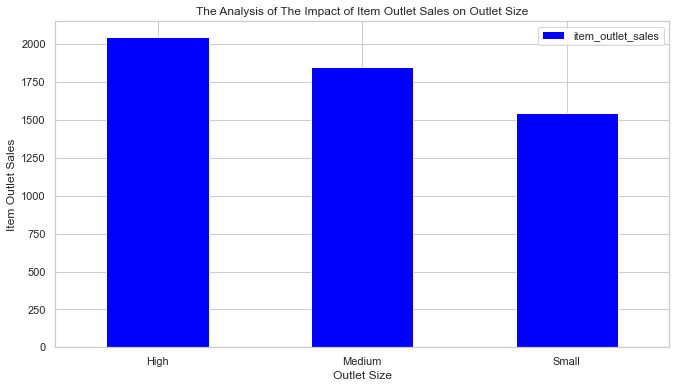 The Analysis of The Impact of Item Outlet Sales on Outlet Size
item_outlet_sales
Item Outlet Sales
2000
1750
1500
1250
1000
750
500
250
0
High Medium Small
Outlet Size